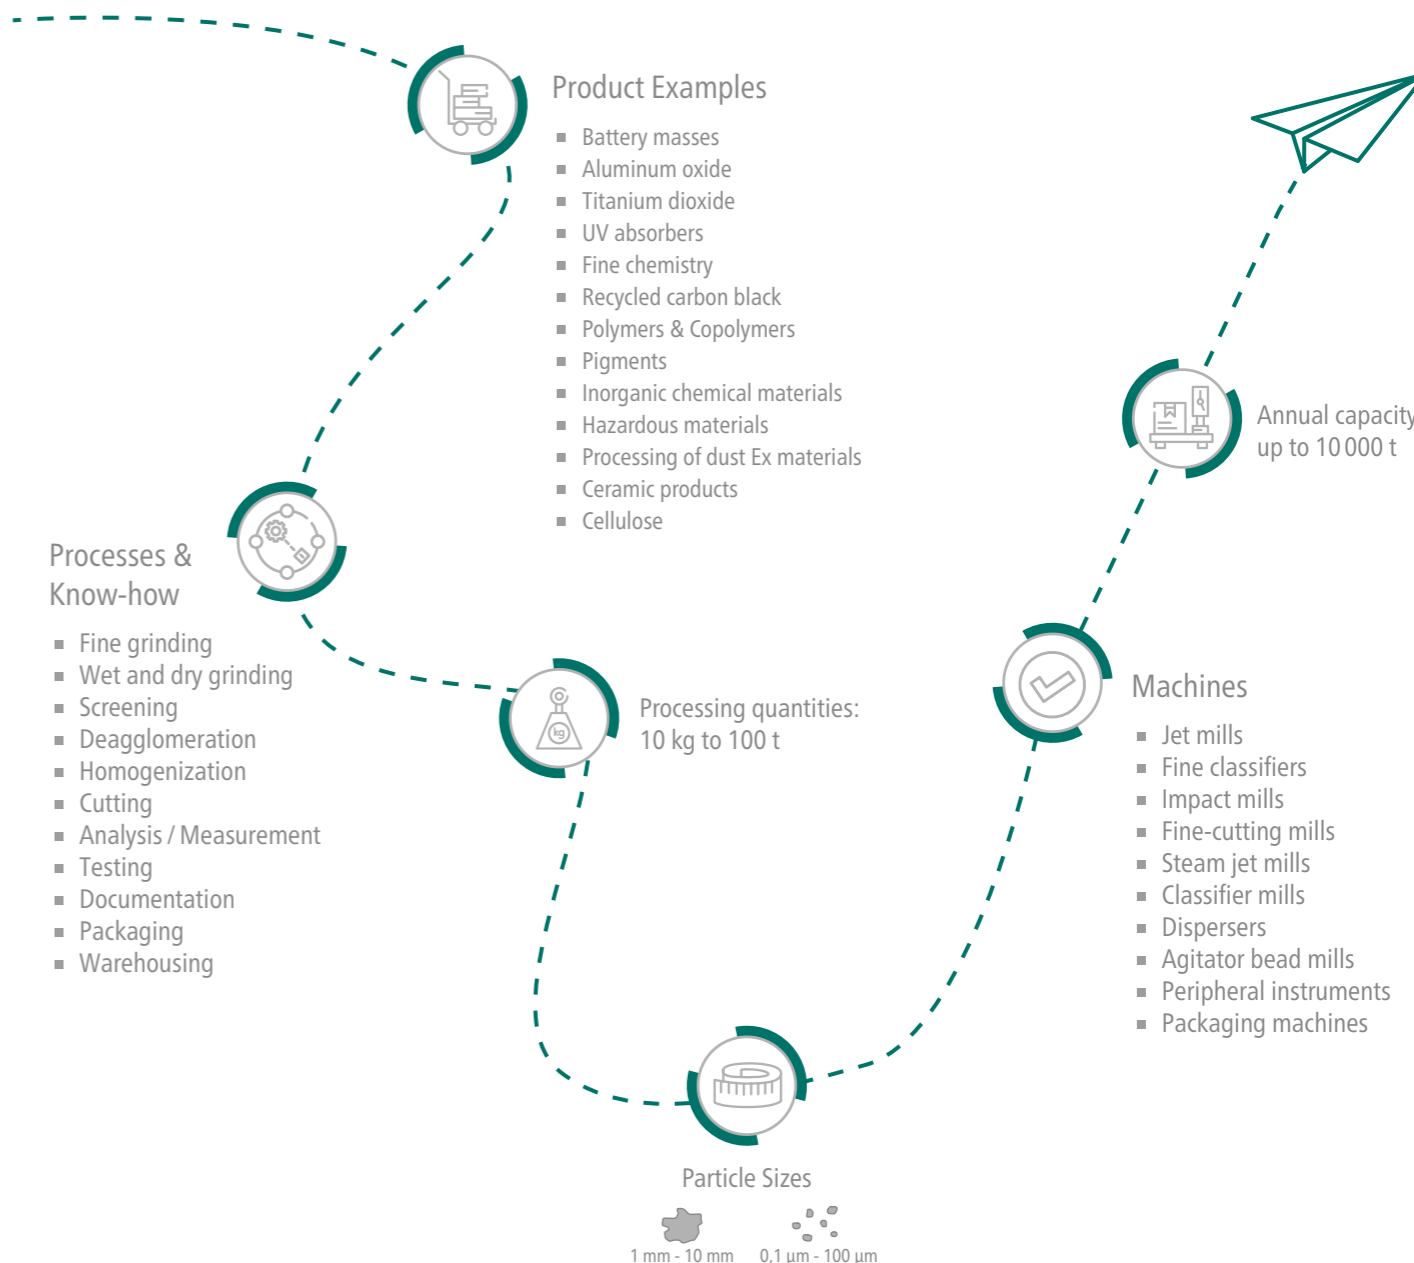 Product Examples
Battery masses
Aluminum oxide
Titanium dioxide
UV absorbers
Fine chemistry
Recycled carbon black
Polymers & Copolymers
Pigments
Inorganic chemical materials
Hazardous materials
Processing of dust Ex materials
Ceramic products
Cellulose
Processes &
Know-how
Fine grinding
Wet and dry grinding
Screening
Deagglomeration
Homogenization
Cutting
Analysis / Measurement
Testing
Documentation
Packaging
Warehousing
kg
Processing quantities:
10 kg to 100 t
Particle Sizes
1 mm - 10 mm
0,1 µm - 100 µm
Machines
Jet mills
Fine classifiers
Impact mills
Fine-cutting mills
Steam jet mills
Classifier mills
Dispersers
Agitator bead mills
Peripheral instruments
Packaging machines
Annual capacity
up to 10 000 t